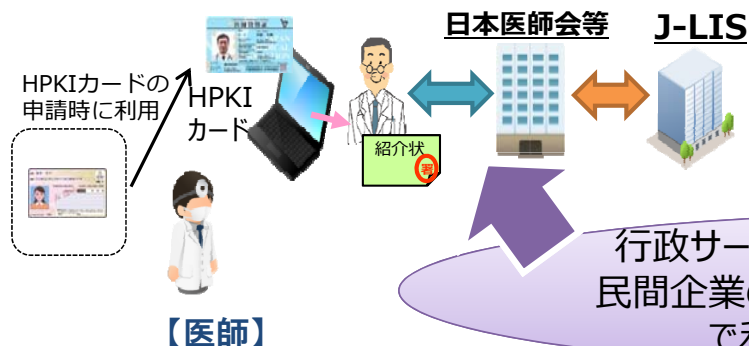 日本医師会等
J-LIS
HPKIカードの
申請時に利用
HPKI
カード
紹介状
署
行政サー
民間企業
で
【医師】